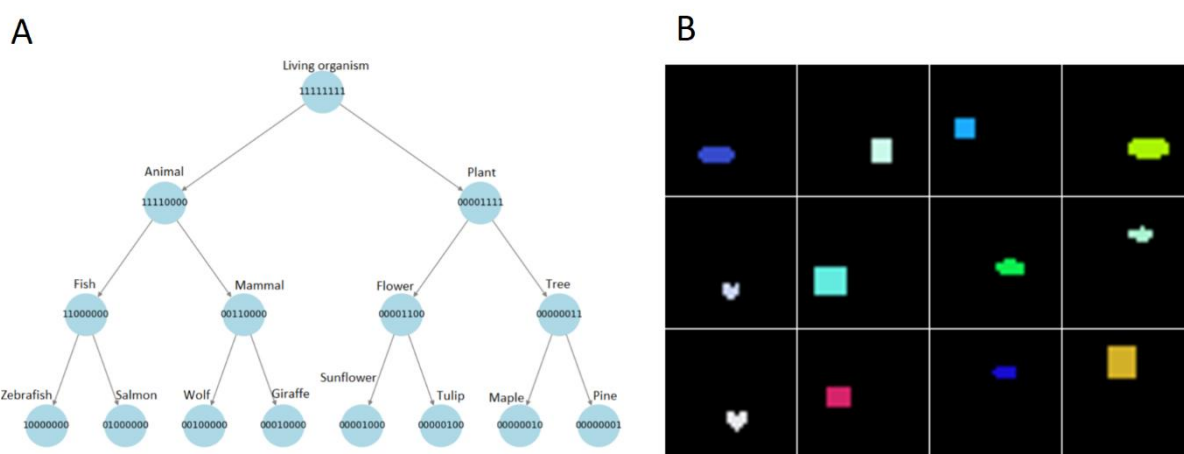 A
B
Living organism
11111111
Animal
Plant
11110000
00001111
Fish
Mammal
Flower
Tree
11000000
00110000
00001100
00000011
Zebrafish
Salmon
Wolf
Giraffe
Sunflower
Tulip
Maple
Pine
10000000
01000000
00100000
00010000
00001000
00000100
00000010
00000001